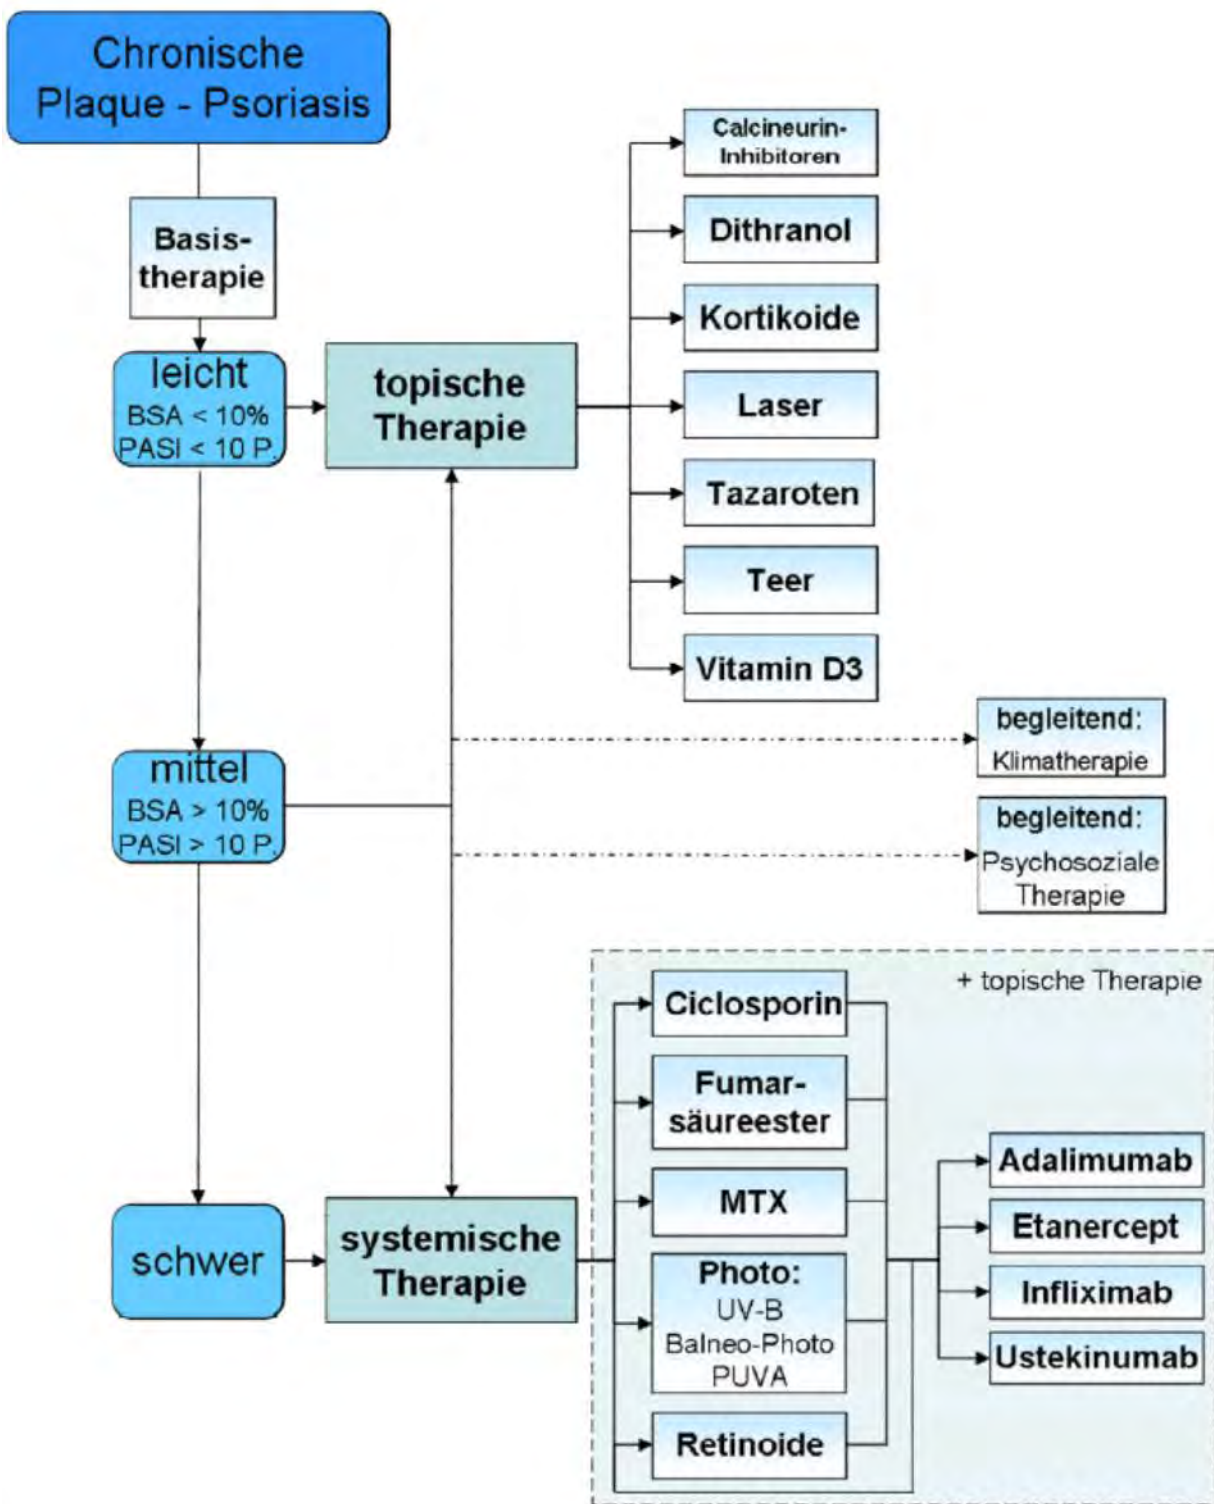 Chronische
Plaque - Psoriasis
Basis-
therapie
leicht
BSA < 10%
PASI < 10 P.
topische
Therapie
Calcineurin-
Inhibitoren
Dithranol
Kortikoide
Laser
Tazaroten
Teer
Vitamin D3
mittel
BSA > 10%
PASI > 10 P.
begleitend:
Klimatherapie
begleitend:
Psychosoziale
Therapie
schwer
systemische
Therapie
+ topische Therapie
Ciclosporin
Fumar-
säureester
MTX
Photo:
UV-B
Balneo-Photo
PUVA
Retinoide
Adalimumab
Etanercept
Infliximab
Ustekinumab